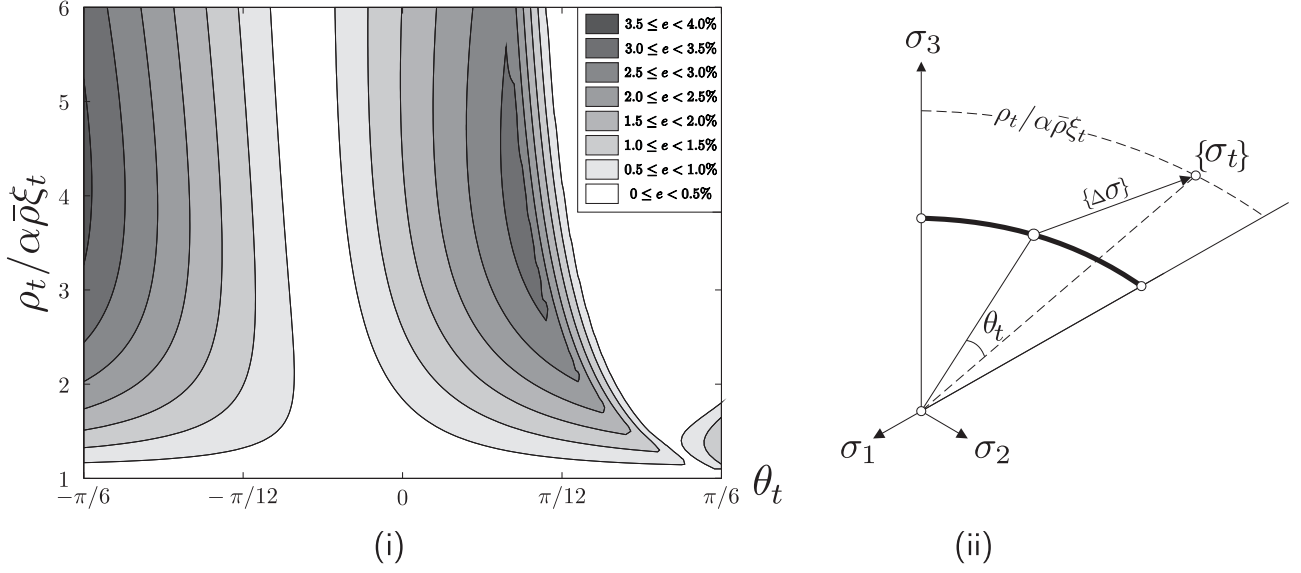 6
5
4
3
2
1
ρt/αρ̄ξt
3.5 ≤ e < 4.0%
3.0 ≤ e < 3.5%
2.5 ≤ e < 3.0%
2.0 ≤ e < 2.5%
1.5 ≤ e < 2.0%
1.0 ≤ e < 1.5%
0.5 ≤ e < 1.0%
0 ≤ e < 0.5%
−π/6
− π/12
0
π/12
π/6
θt
(i)
σ3
ρt/αρ̄ξt
{σt}
{Δσ}
θt
σ1
σ2
(ii)